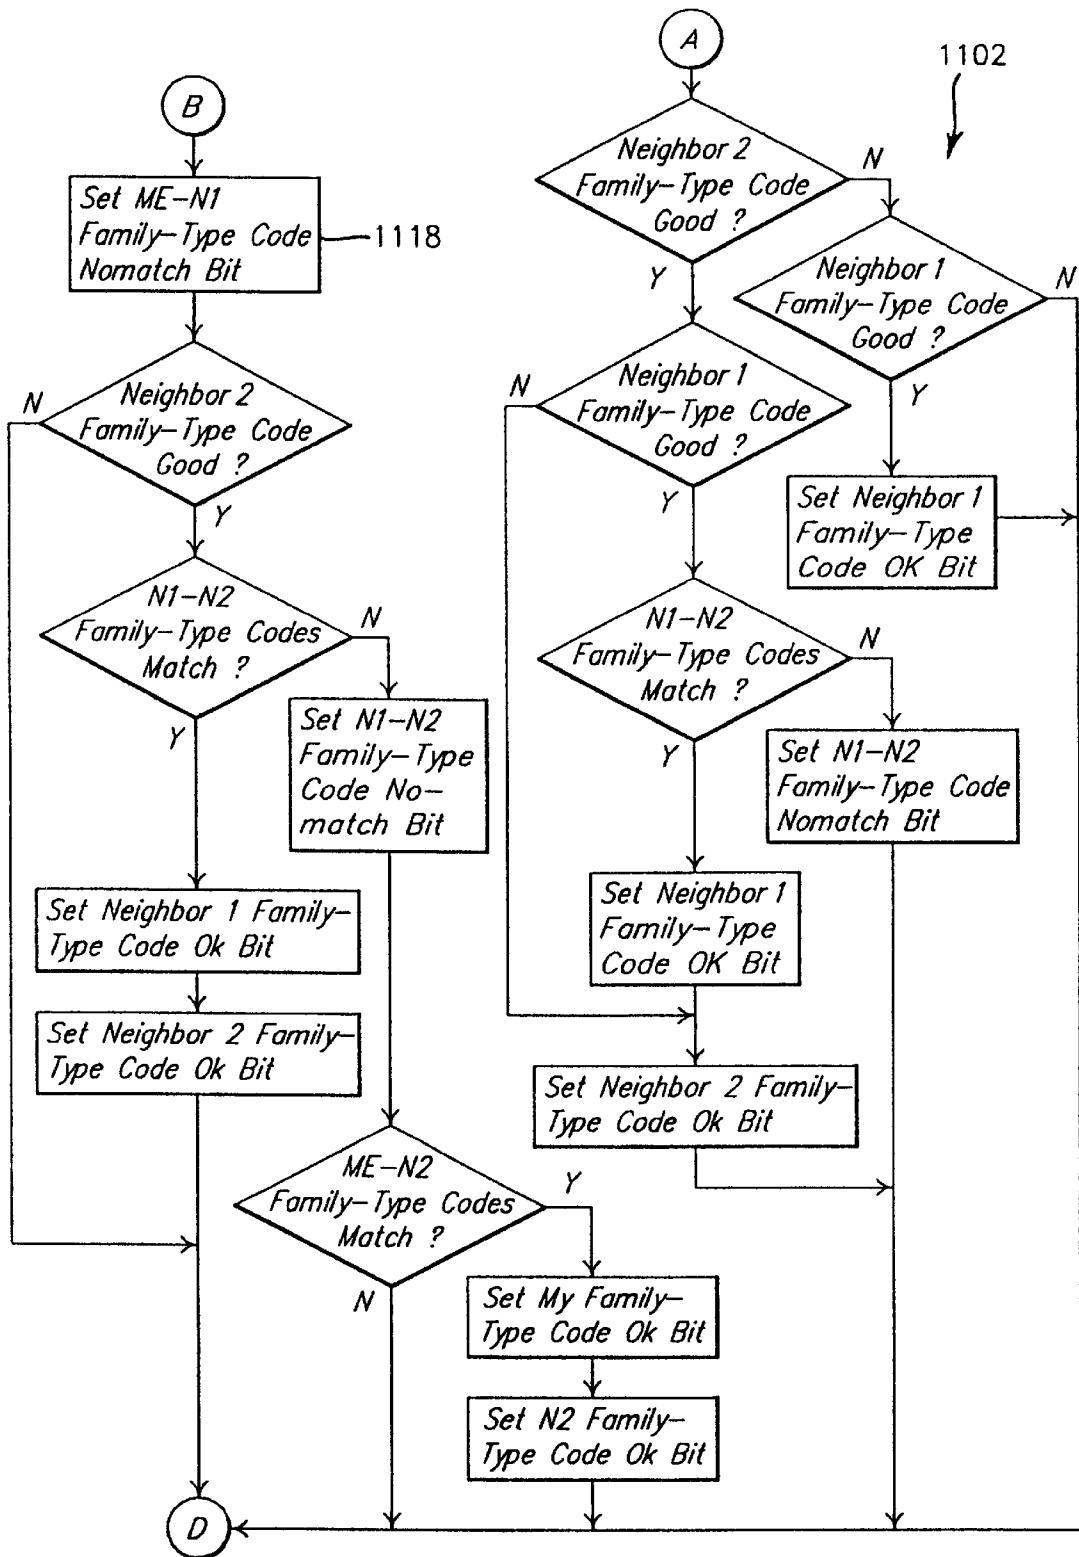 A
1102
B
Neighbor 2
Family-Type Code
Good ?
N
Y
Set ME-N1
Family-Type Code
Nomatch Bit
1118
Neighbor 1
Family-Type Code
Good ?
N
Y
Neighbor 2
Family-Type Code
Good ?
N
Y
Neighbor 1
Family-Type Code
Good ?
N
Y
Set Neighbor 1
Family-Type
Code OK Bit
N1-N2
Family-Type Codes
Match ?
N
Y
N1-N2
Family-Type Codes
Match ?
N
Y
Set N1-N2
Family-Type
Code No-
match Bit
Set N1-N2
Family-Type Code
Nomatch Bit
Set Neighbor 1 Family-
Type Code Ok Bit
Set Neighbor 1
Family-Type
Code OK Bit
Set Neighbor 2 Family-
Type Code Ok Bit
Set Neighbor 2 Family-
Type Code Ok Bit
ME-N2
Family-Type Codes
Match ?
Y
N
Set My Family-
Type Code Ok Bit
Set N2 Family-
Type Code Ok Bit
D